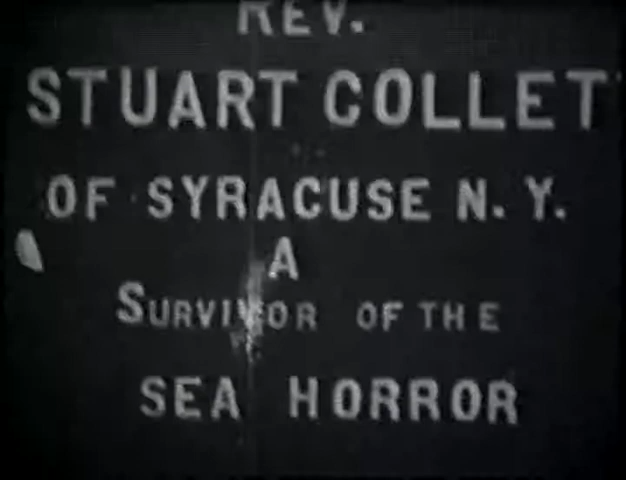 REV.
STUART COLLET
OF SYRACUSE N. Y.
A
SURVIVOR OF THE
SEA HORROR